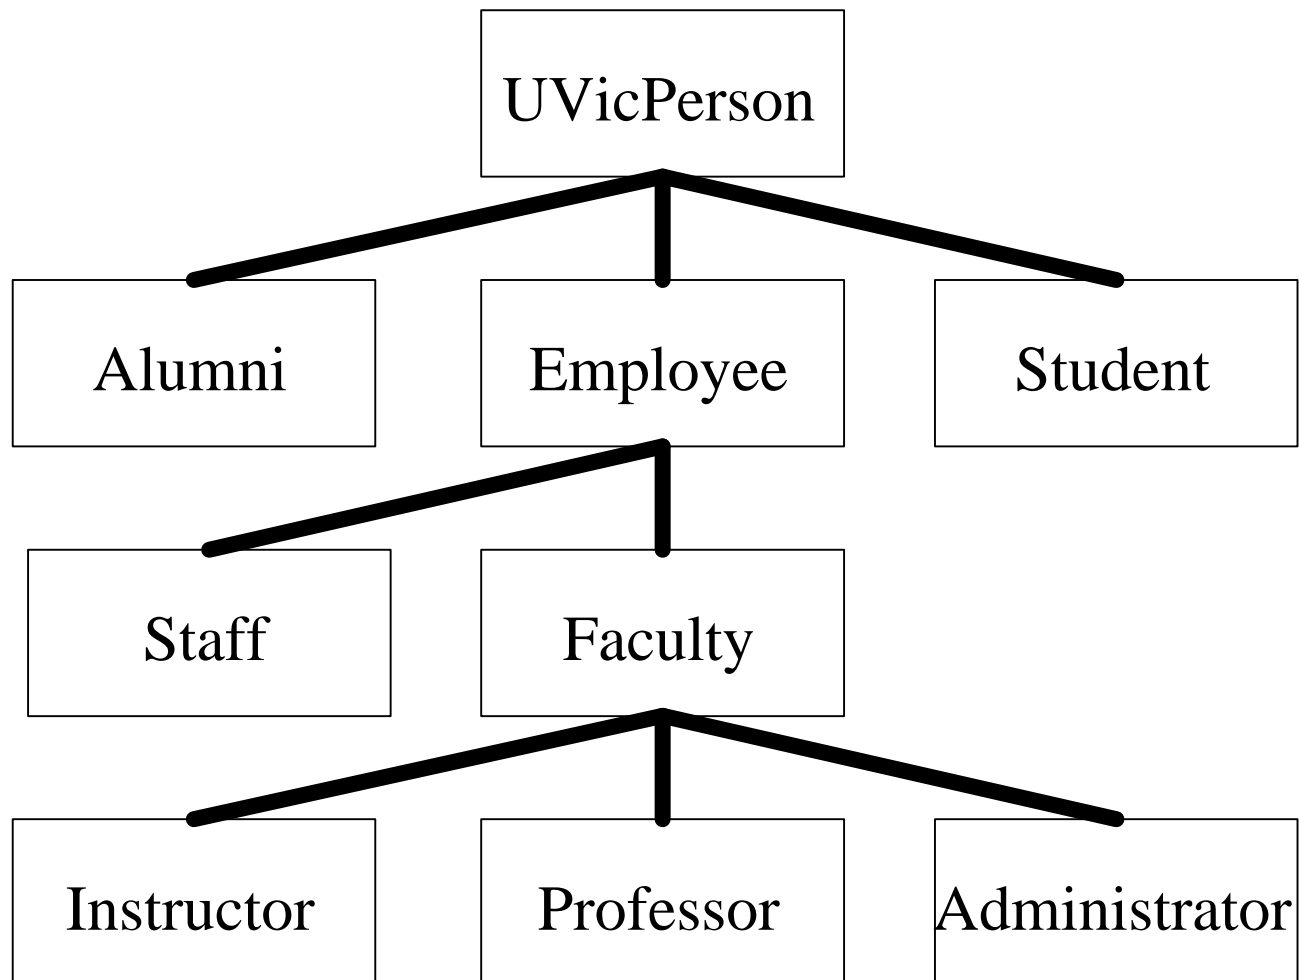 UVicPerson
Alumni
Employee
Student
Staff
Faculty
Instructor
Professor
Administrator